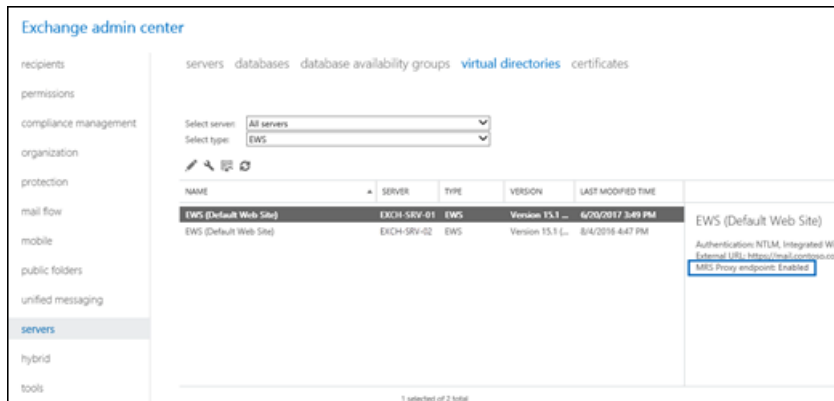 Exchange admin center
recipients
permissions
compliance management
organization
protection
mail flow
mobile
public folders
unified messaging
servers
hybrid
tools
servers databases database availability groups virtual directories certificates
Select server: All servers
Select type: EWS
NAME SERVER TYPE VERSION LAST MODIFIED TIME
EWS (Default Web Site) EXCH-SRV-01 EWS Version 15.1 ... 6/20/2017 3:49 PM
EWS (Default Web Site) EXCH-SRV-02 EWS Version 15.1 (... 8/4/2016 4:47 PM
EWS (Default Web Site)
Authentication: NTLM, Integrated Wi
External URL: https://mail.contoso.co
MRS Proxy endpoint: Enabled
1 selected of 2 total